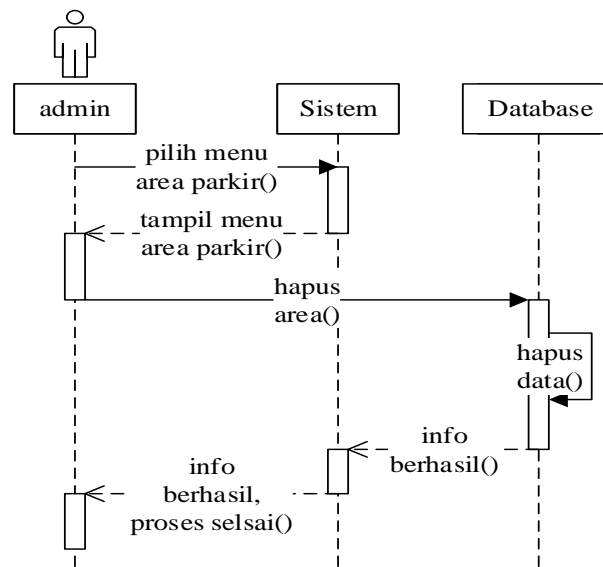 admin
Sistem
Database
pilih menu
area parkir()
tampil menu
area parkir()
hapus
area()
hapus
data()
info
berhasil()
info
berhasil,
proses selsai()